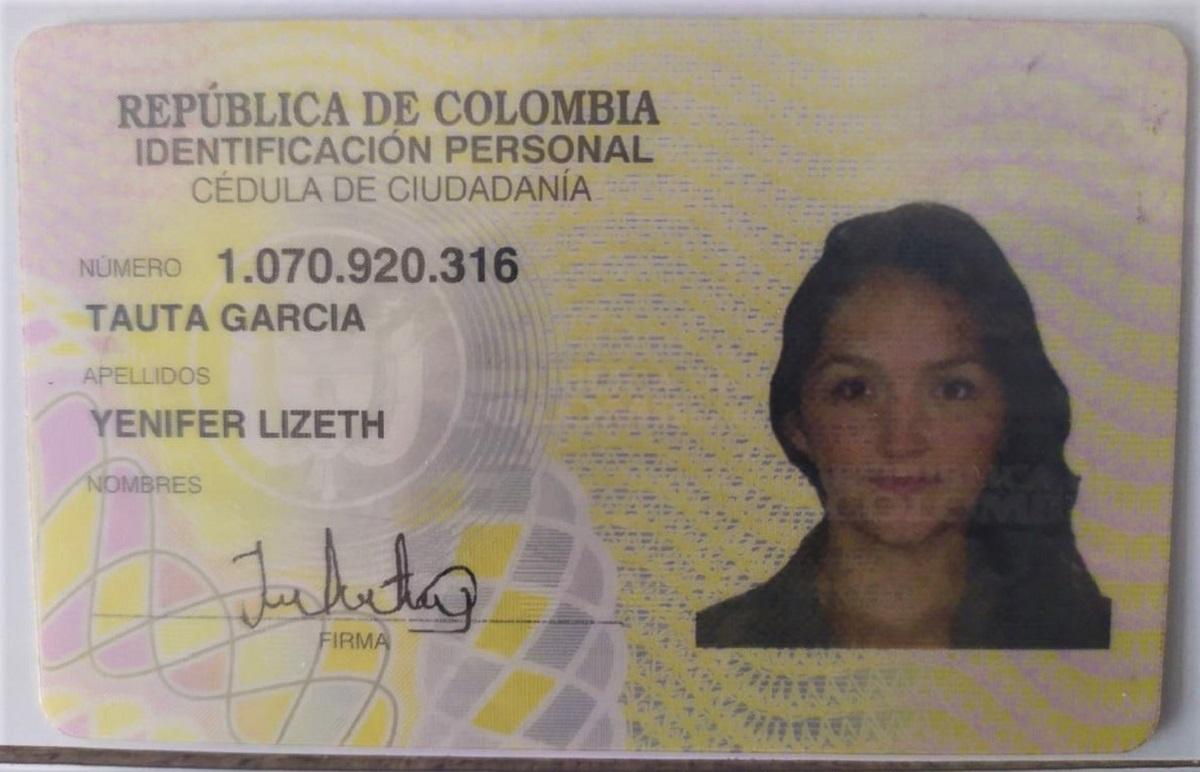 REPÚBLICA DE COLOMBIA
IDENTIFICACIÓN PERSONAL
CÉDULA DE CIUDADANÍA
NÚMERO 1.070.920.316
TAUTA GARCIA
APELLIDOS
YENIFER LIZETH
NOMBRES
FIRMA